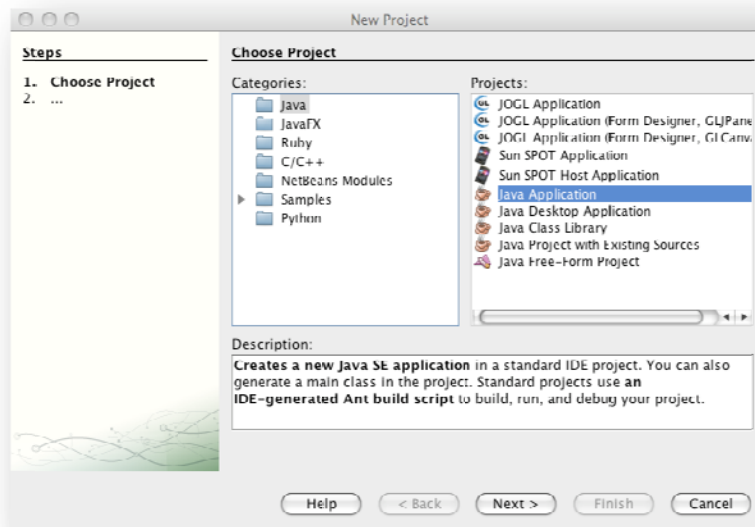 New Project
Steps
1. Choose Project
2. ...
Choose Project
Categories:
Java
JavaFX
Ruby
C/C++
NetBeans Modules
Samples
Python
Projects:
JOGL Application
JOGL Application (Form Designer, GLJPane
JOGL Application (Form Designer, GLCanv
Sun SPOT Application
Sun SPOT Host Application
Java Application
Java Desktop Application
Java Class Library
Java Project with Existing Sources
Java Free-Form Project
Description:
Creates a new Java SE application in a standard IDE project. You can also
generate a main class in the project. Standard projects use an
IDE-generated Ant build script to build, run, and debug your project.
Help
< Back
Next >
Finish
Cancel